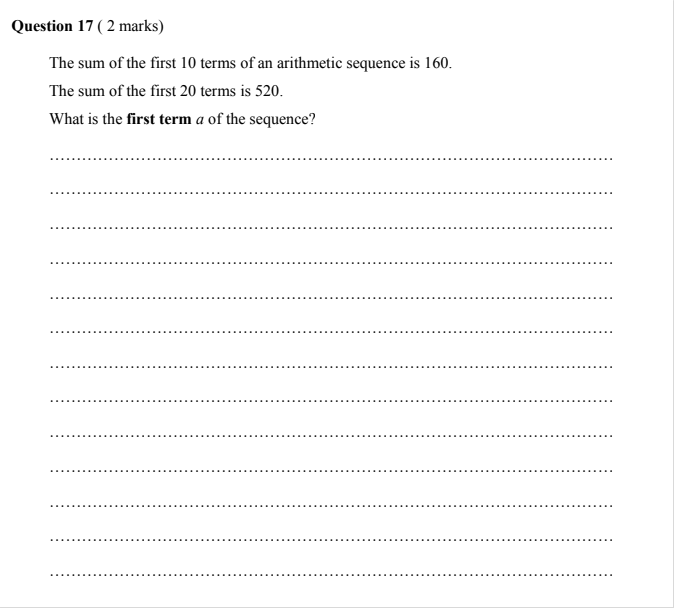 Question 17 ( 2 marks)
The sum of the first 10 terms of an arithmetic sequence is 160.
The sum of the first 20 terms is 520.
What is the first term a of the sequence?